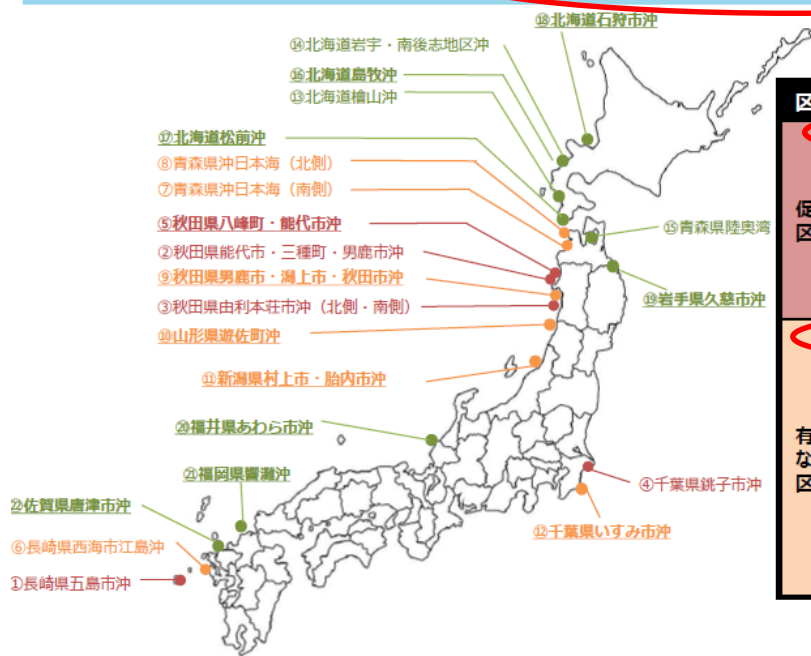 ⑱北海道石狩市沖
⑭北海道岩宇・南後志地区沖
⑯北海道島牧沖
⑬北海道檜山沖
⑰北海道松前沖
⑧青森県沖日本海（北側）
⑦青森県沖日本海（南側）
⑤秋田県八峰町・能代市沖
⑮青森県陸奥湾
②秋田県能代市・三種町・男鹿市沖
⑨秋田県男鹿市・潟上市・秋田市沖
③秋田県由利本荘市沖（北側・南側）
⑲岩手県久慈市沖
⑩山形県遊佐町沖
⑪新潟県村上市・胎内市沖
⑳福井県あわら市沖
㉑福岡県響灘沖
④千葉県銚子市沖
㉒佐賀県唐津市沖
⑫千葉県いすみ市沖
⑥長崎県西海市江島沖
①長崎県五島市沖
区
促
区
有
な
区